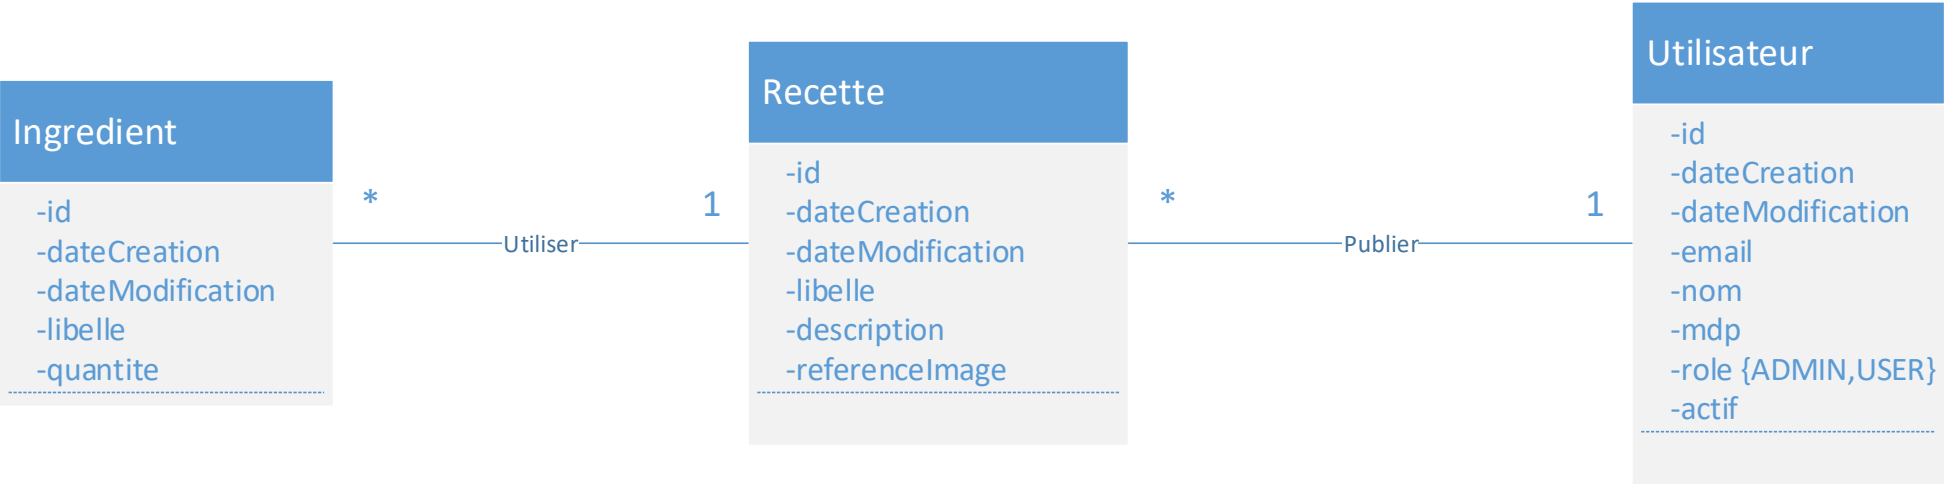 Ingredient
-id
-dateCreation
-dateModification
-libelle
-quantite
*
1
Utiliser
Recette
-id
-dateCreation
-dateModification
-libelle
-description
-referenceImage
*
1
Publier
Utilisateur
-id
-dateCreation
-dateModification
-email
-nom
-mdp
-role {ADMIN,USER}
-actif